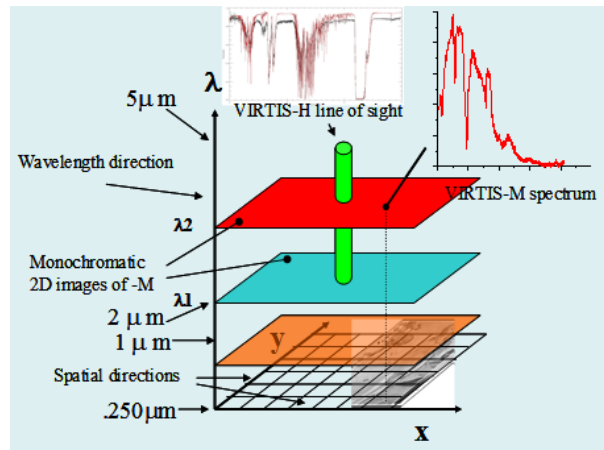 λ
5μm
VIRTIS-H line of sight
Wavelength direction
VIRTIS-M spectrum
λ2
Monochromatic
2D images of -M
λ1
2 μm
1 μm
y
Spatial directions
.250μm
x